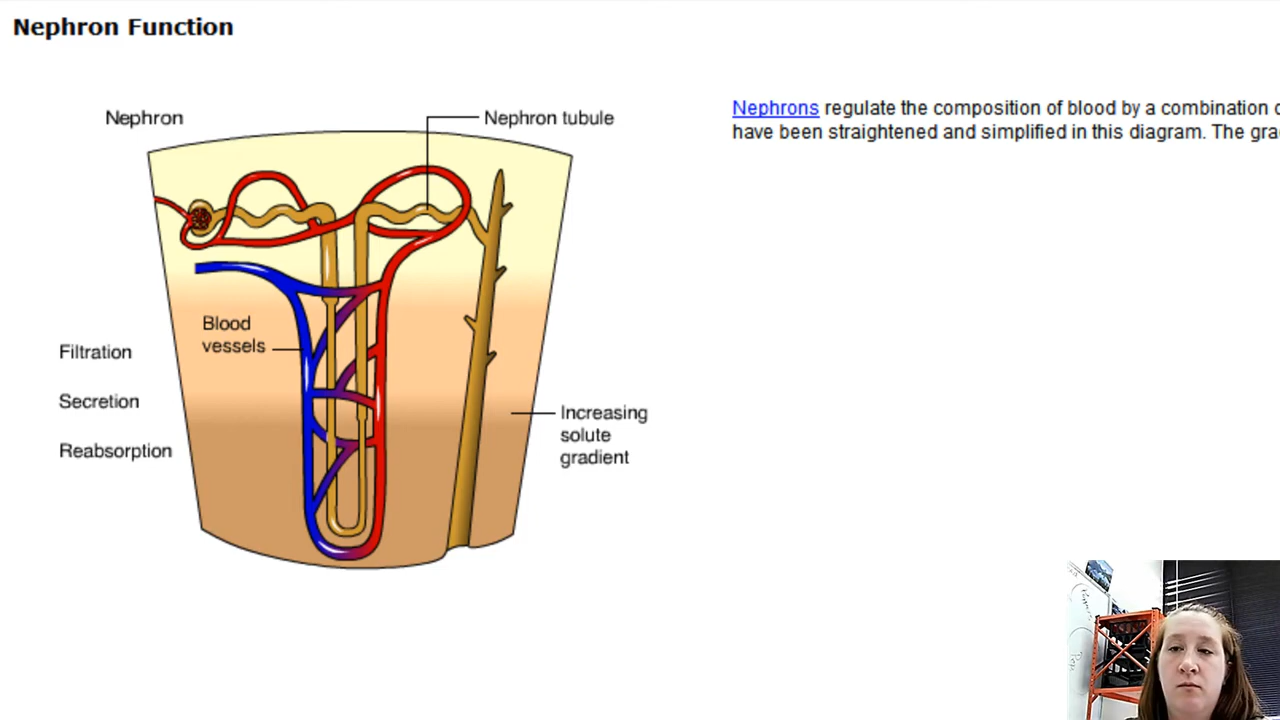 Nephron Function
Nephron
Nephron tubule
Blood
vessels
Filtration
Secretion
Reabsorption
Increasing
solute
gradient
Nephrons regulate the composition of blood by a combination
have been straightened and simplified in this diagram. The